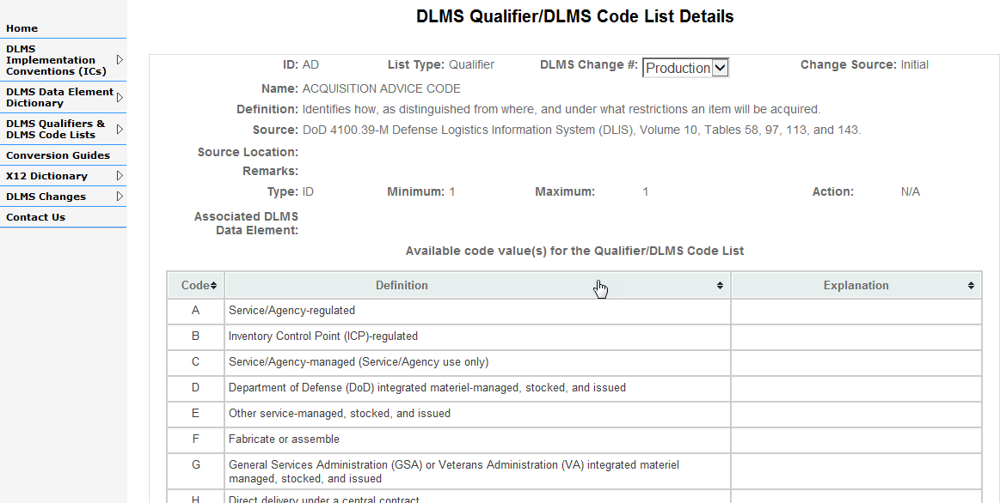 DLMS Qualifier/DLMS Code List Details
Home
DLMS
Implementation
Conventions (ICs)
DLMS Data Element
Dictionary
DLMS Qualifiers &
DLMS Code Lists
Conversion Guides
X12 Dictionary
DLMS Changes
Contact Us
ID: AD List Type: Qualifier DLMS Change #: Production Change Source: Initial
Name: ACQUISITION ADVICE CODE
Definition: Identifies how, as distinguished from where, and under what restrictions an item will be acquired.
Source: DoD 4100.39-M Defense Logistics Information System (DLIS), Volume 10, Tables 58, 97, 113, and 143.
Source Location:
Remarks:
Type: ID Minimum: 1 Maximum: 1 Action: N/A
Associated DLMS
Data Element:
Available code value(s) for the Qualifier/DLMS Code List
Code Definition Explanation
A Service/Agency-regulated
B Inventory Control Point (ICP)-regulated
C Service/Agency-managed (Service/Agency use only)
D Department of Defense (DoD) integrated materiel-managed, stocked, and issued
E Other service-managed, stocked, and issued
F Fabricate or assemble
G General Services Administration (GSA) or Veterans Administration (VA) integrated materiel
managed, stocked, and issued
H Direct delivery under a central contract